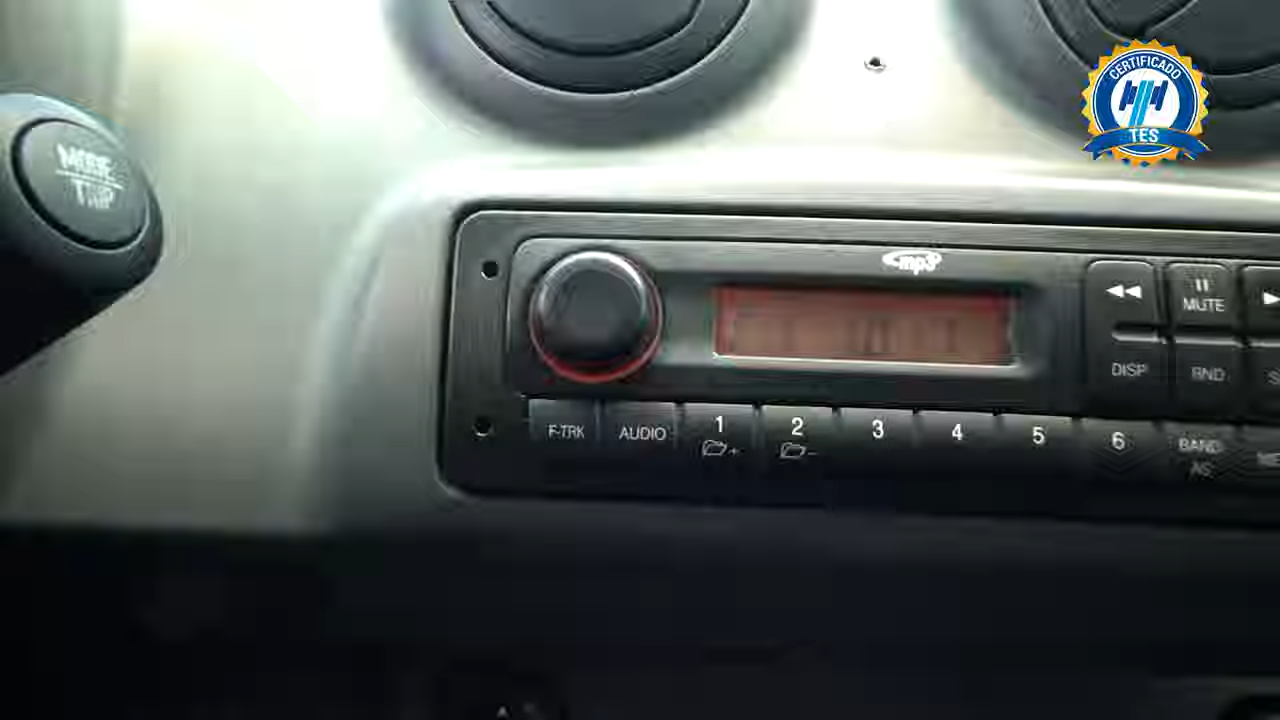 CERTIFICADO
TES
MODE
TRIP
mp3
MUTE
DISP
RND
F-TRK
AUDIO
1
2
3
4
5
6
+
-
BAND
AS